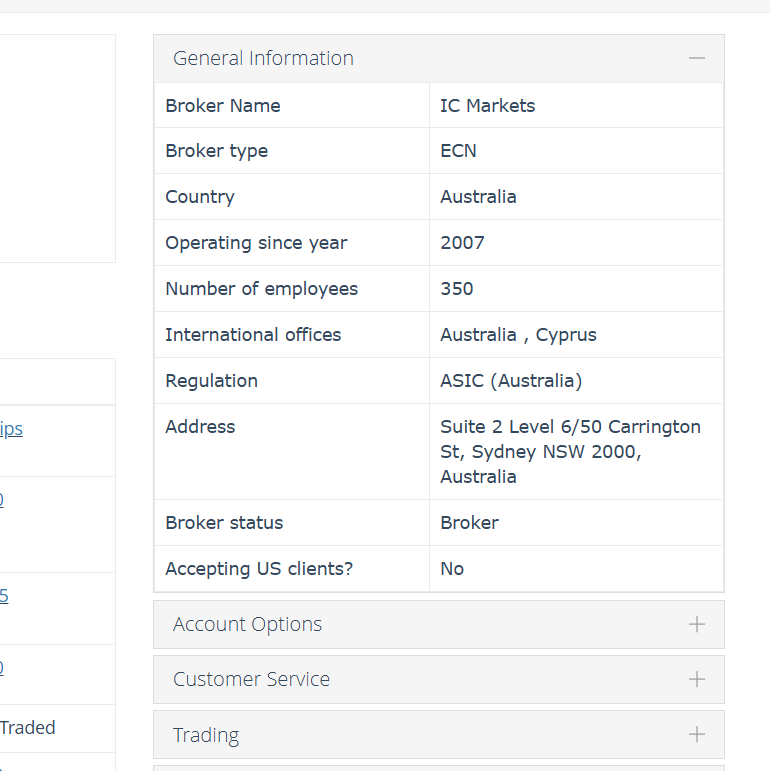 General Information
Broker Name IC Markets
Broker type ECN
Country Australia
Operating since year 2007
Number of employees 350
International offices Australia , Cyprus
Regulation ASIC (Australia)
Address Suite 2 Level 6/50 Carrington
St, Sydney NSW 2000,
Australia
Broker status Broker
Accepting US clients? No
Account Options
Customer Service
Trading
ips
0
5
0
Traded